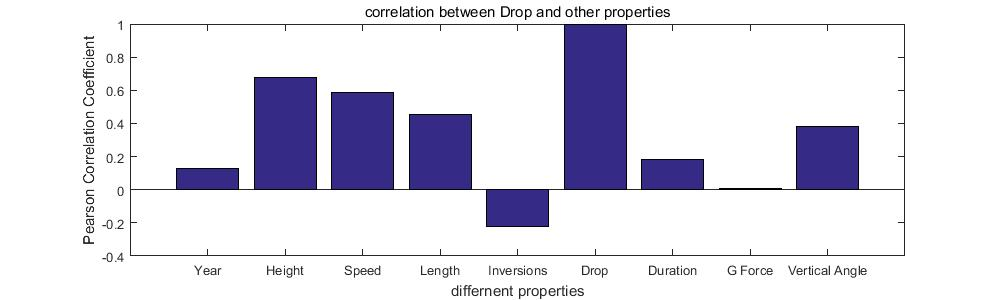 correlation between Drop and other properties
Pearson Correlation Coefficient
1
0.8
0.6
0.4
0.2
0
-0.2
-0.4
Year Height Speed Length Inversions Drop Duration G Force Vertical Angle
differnent properties